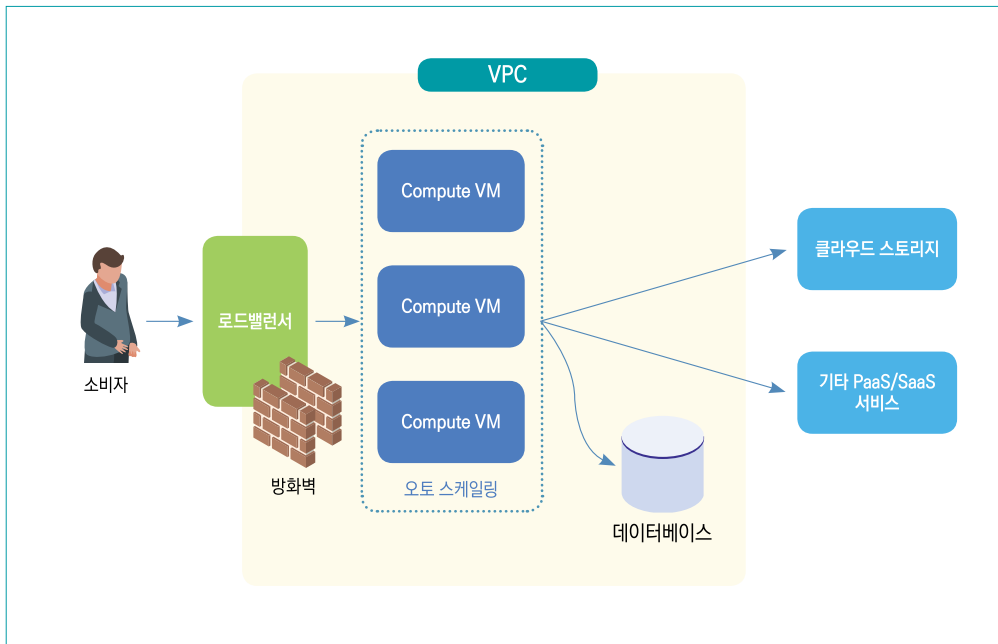 VPC
Compute VM
Compute VM
Compute VM
오토 스케일링
소비자
로드밸런서
방화벽
데이터베이스
클라우드 스토리지
기타 PaaS/SaaS
서비스